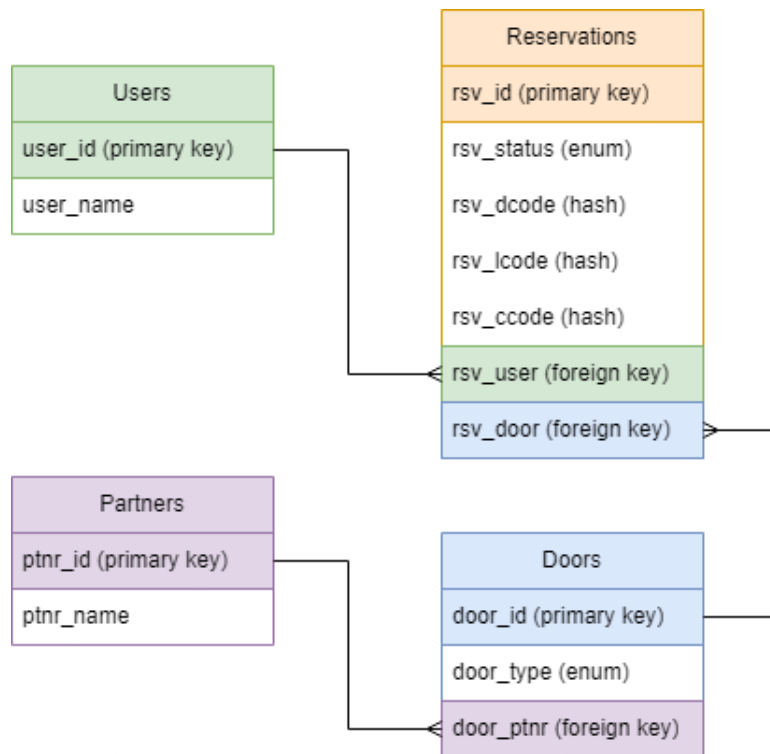 Users
user_id (primary key)
user_name
Reservations
rsv_id (primary key)
rsv_status (enum)
rsv_dcode (hash)
rsv_lcode (hash)
rsv_ccode (hash)
rsv_user (foreign key)
rsv_door (foreign key)
Partners
ptnr_id (primary key)
ptnr_name
Doors
door_id (primary key)
door_type (enum)
door_ptnr (foreign key)